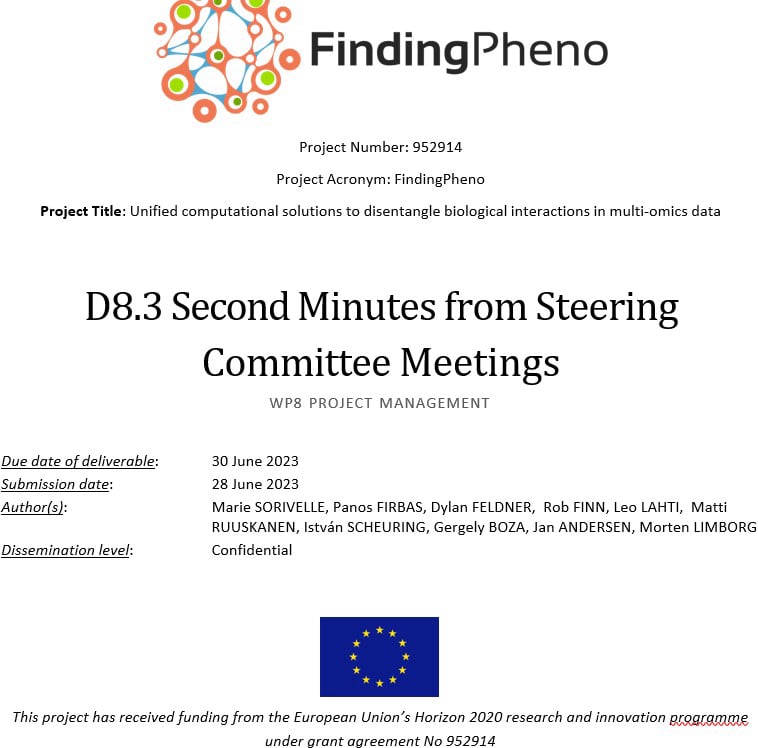 FindingPheno
Project Number: 952914
Project Acronym: FindingPheno
Project Title: Unified computational solutions to disentangle biological interactions in multi-omics data
D8.3 Second Minutes from Steering
Committee Meetings
WP8 PROJECT MANAGEMENT
Due date of deliverable: 30 June 2023
Submission date: 28 June 2023
Author(s): Marie SORIVELLE, Panos FIRBAS, Dylan FELDNER, Rob FINN, Leo LAHTI, Matti
RUUSKANEN, István SCHEURING, Gergely BOZA, Jan ANDERSEN, Morten LIMBORG
Dissemination level: Confidential
This project has received funding from the European Union’s Horizon 2020 research and innovation programme
under grant agreement No 952914